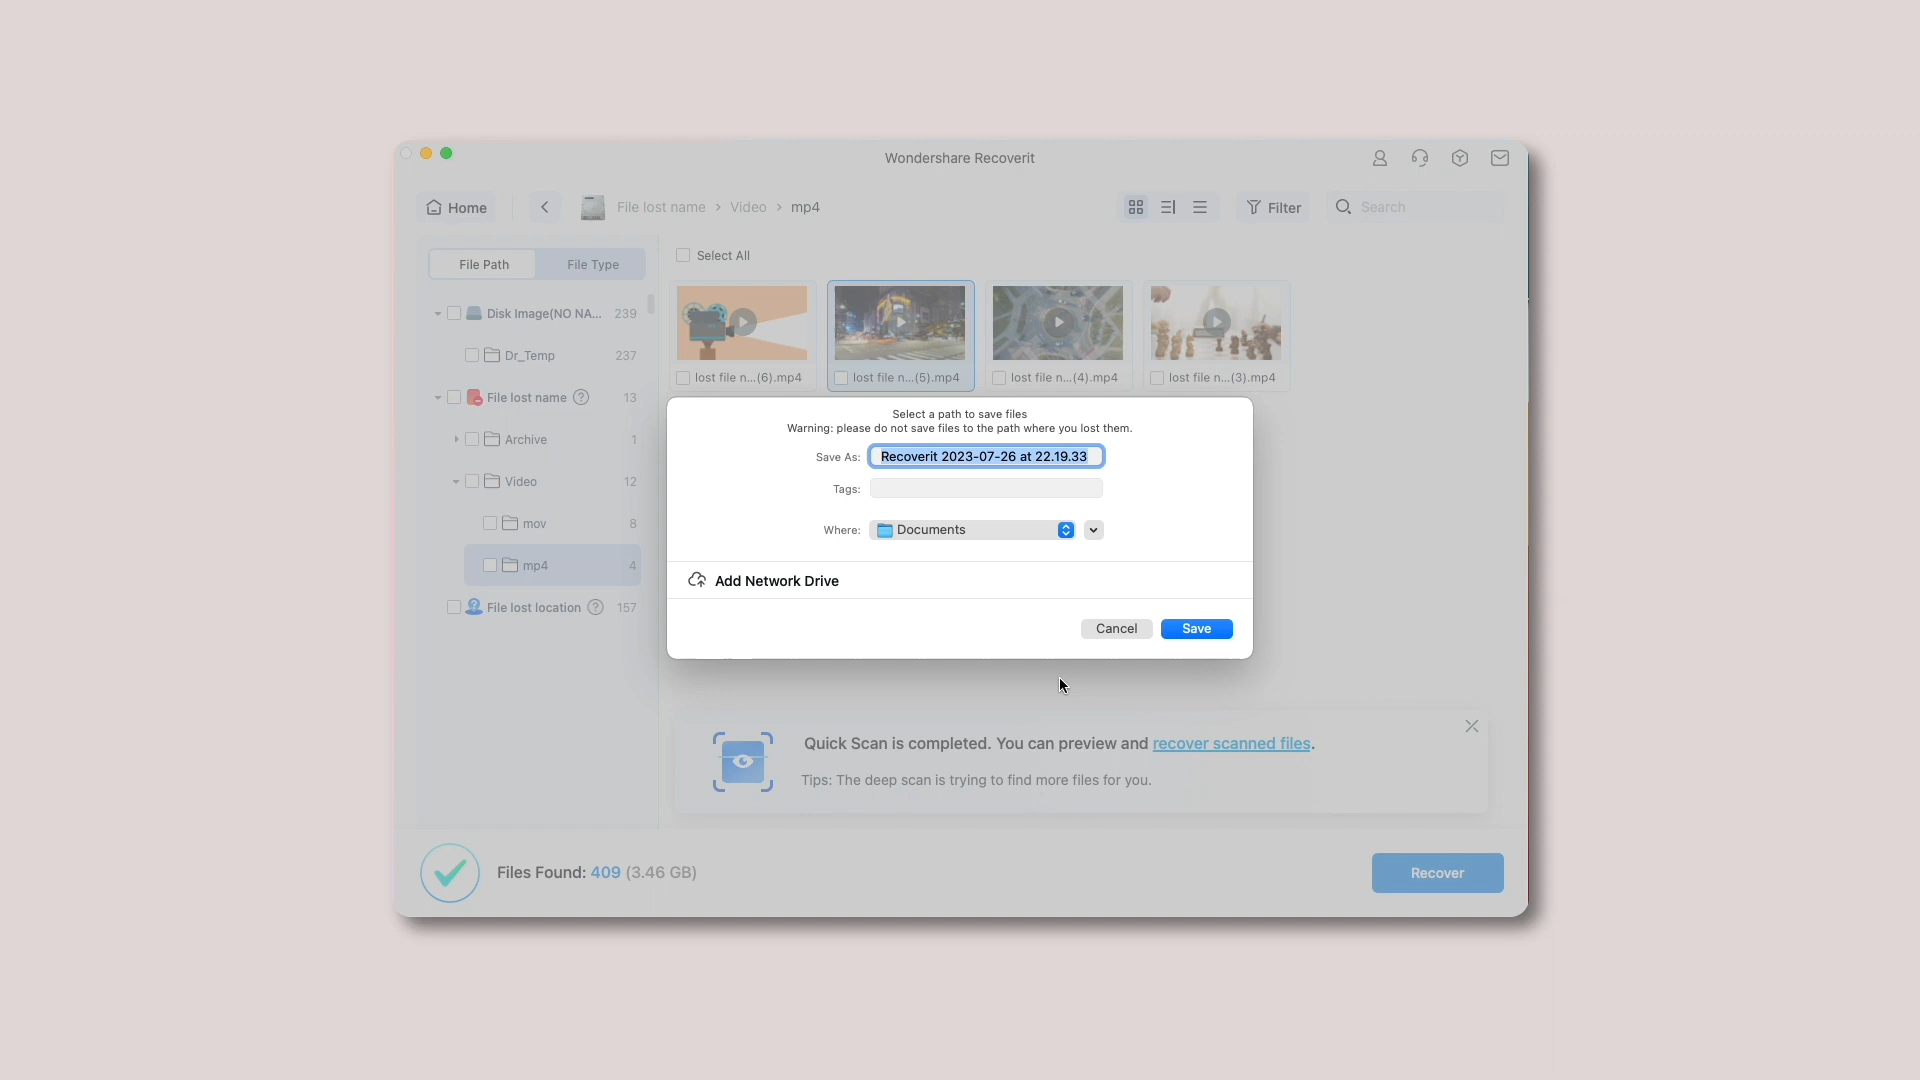 Wondershare Recoverit
Home
File lost name > Video > mp4
Filter
Search
File Path
File Type
Select All
Disk Image(NO NA... 239
Dr_Temp 237
File lost name ? 13
Archive 1
Video 12
mov 8
mp4 4
File lost location ? 157
lost file n...(6).mp4
lost file n...(5).mp4
lost file n...(4).mp4
lost file n...(3).mp4
Select a path to save files
Warning: please do not save files to the path where you lost them.
Save As: Recoverit 2023-07-26 at 22.19.33
Tags:
Where: Documents
Add Network Drive
Cancel
Save
Quick Scan is completed. You can preview and recover scanned files.
Tips: The deep scan is trying to find more files for you.
Files Found: 409 (3.46 GB)
Recover